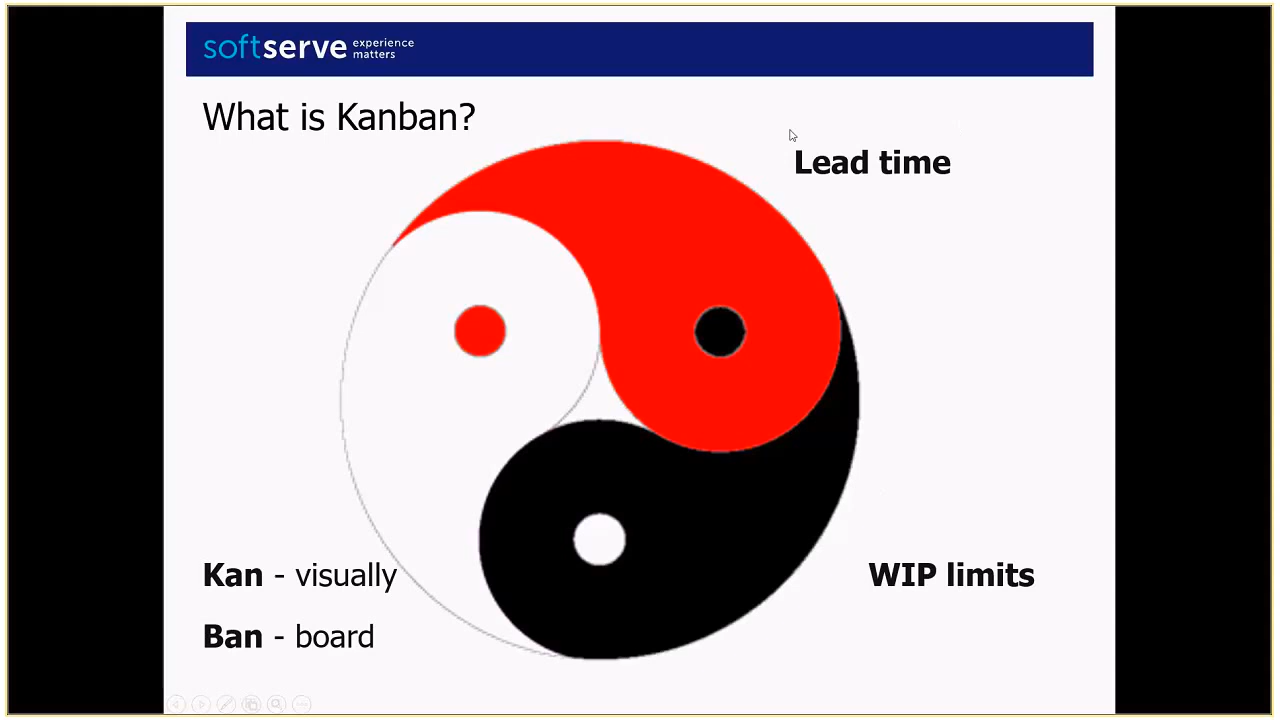 softserve experience matters
What is Kanban?
Lead time
Kan - visually
WIP limits
Ban - board